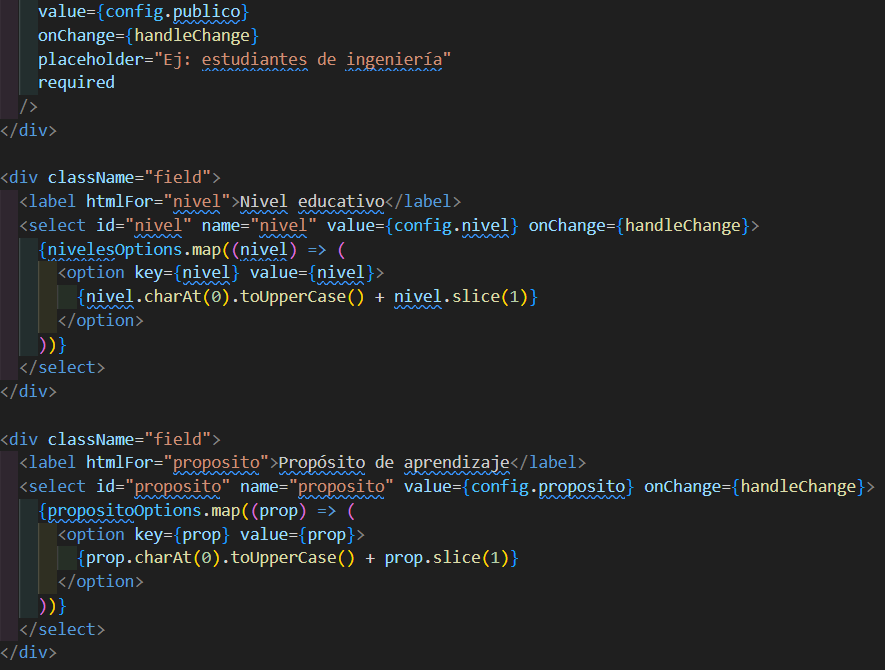 value={config.publico}
onChange={handleChange}
placeholder="Ej: estudiantes de ingeniería"
required
/>
</div>
<div className="field">
<label htmlFor="nivel">Nivel educativo</label>
<select id="nivel" name="nivel" value={config.nivel} onChange={handleChange}>
{nivelesOptions.map((nivel) => (
<option key={nivel} value={nivel}>
{nivel.charAt(0).toUpperCase() + nivel.slice(1)}
</option>
))}
</select>
</div>
<div className="field">
<label htmlFor="proposito">Propósito de aprendizaje</label>
<select id="proposito" name="proposito" value={config.proposito} onChange={handleChange}>
{propositoOptions.map((prop) => (
<option key={prop} value={prop}>
{prop.charAt(0).toUpperCase() + prop.slice(1)}
</option>
))}
</select>
</div>